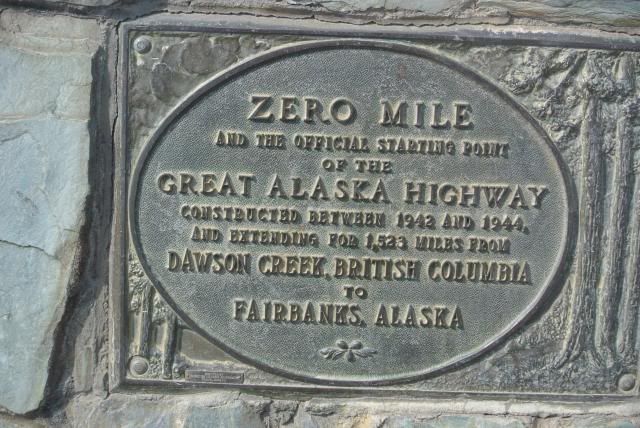 ZERO MILE
AND THE OFFICIAL STARTING POINT
OF THE
GREAT ALASKA HIGHWAY
CONSTRUCTED BETWEEN 1942 AND 1944,
AND EXTENDING FOR 1,523 MILES FROM
DAWSON CREEK, BRITISH COLUMBIA
TO
FAIRBANKS, ALASKA